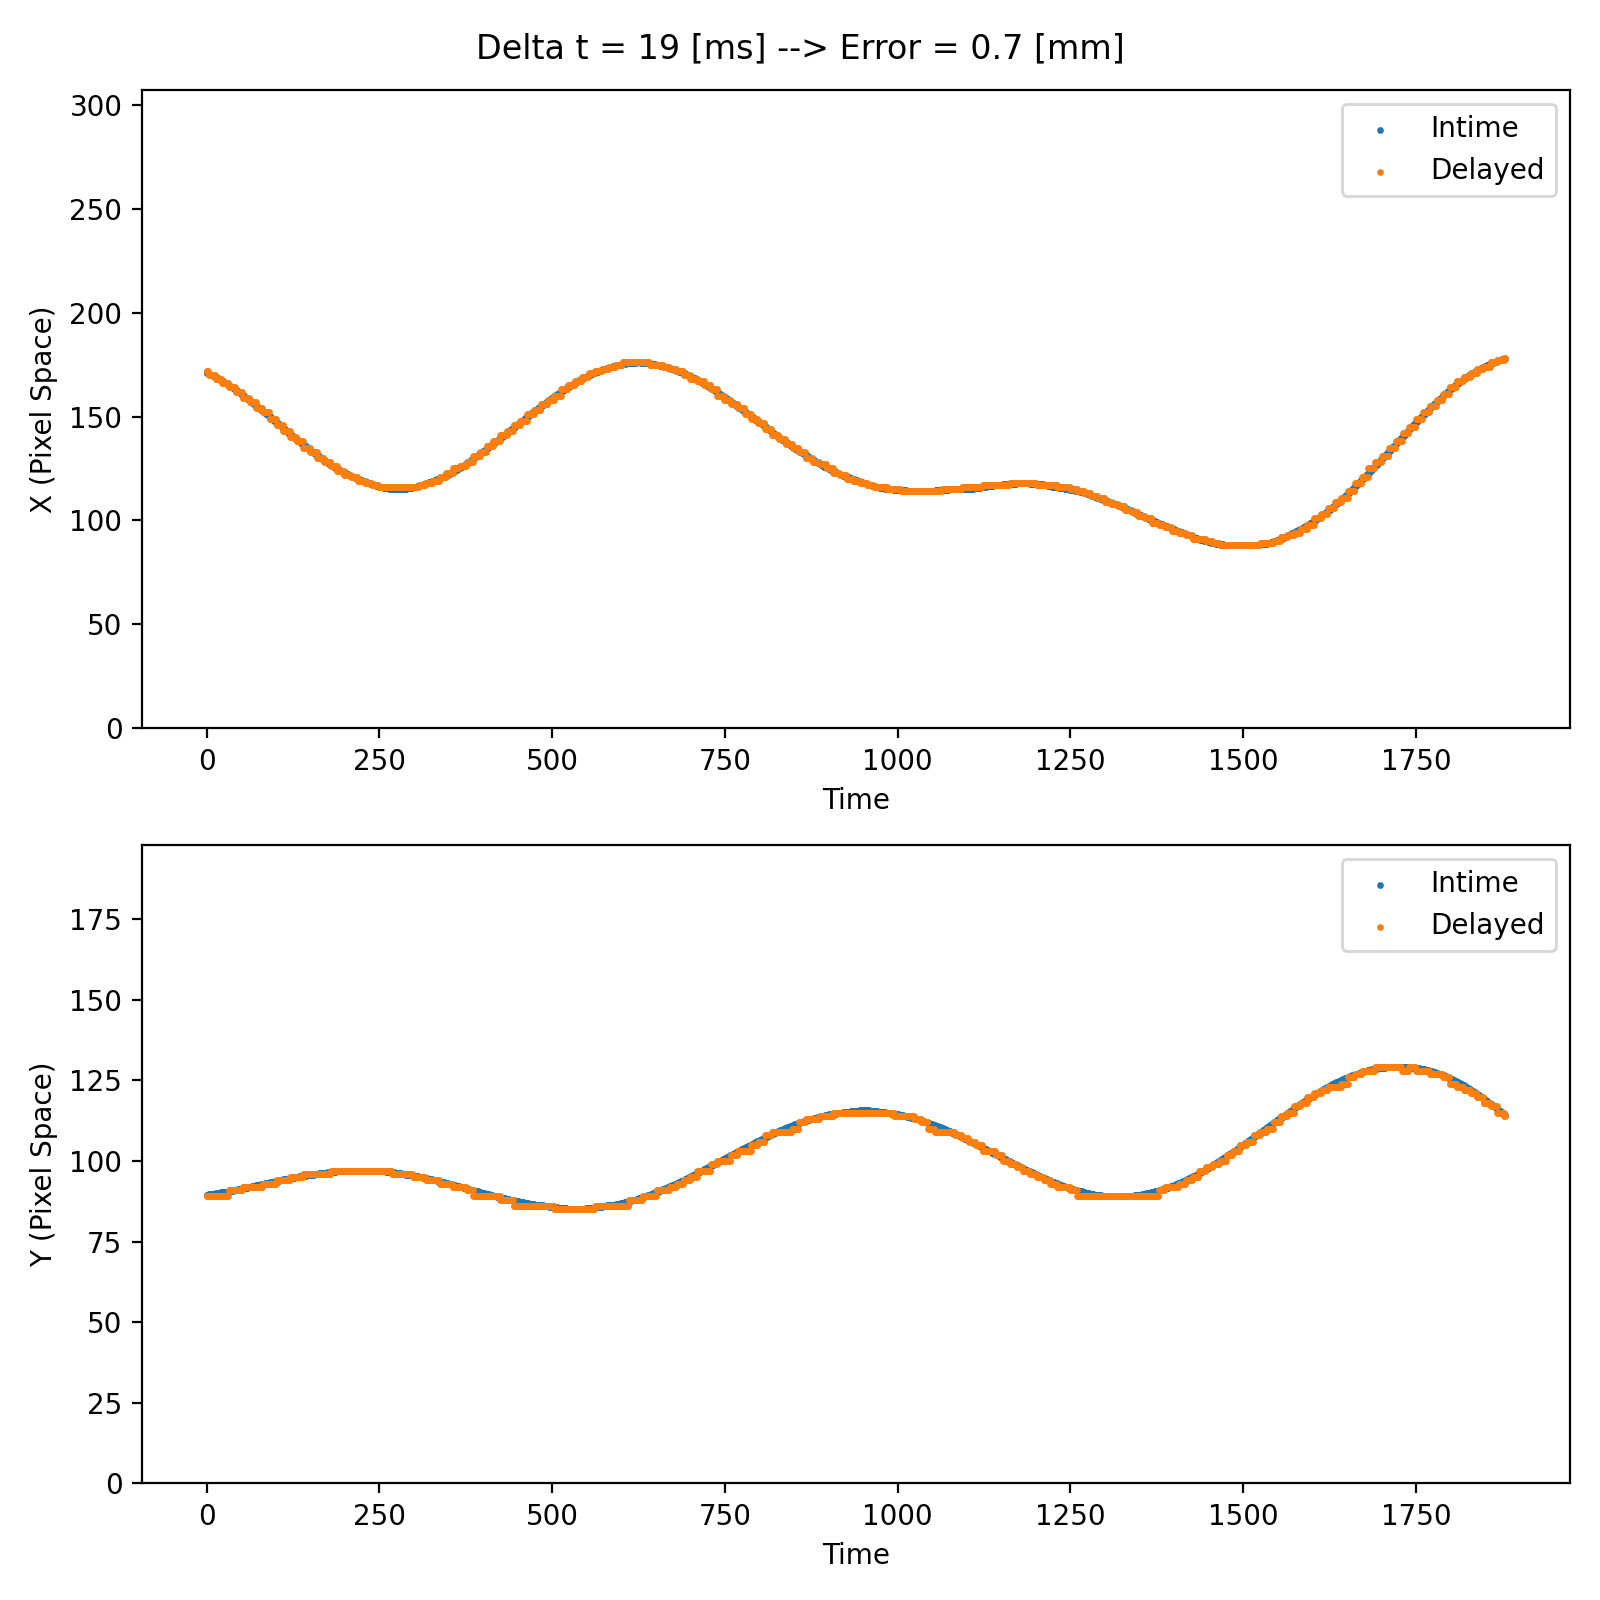 Delta t = 19 [ms] --> Error = 0.7 [mm]
300
250
200
150
100
50
0
X (Pixel Space)
Intime
Delayed
0 250 500 750 1000 1250 1500 1750
Time
175
150
125
100
75
50
25
0
Y (Pixel Space)
Intime
Delayed
0 250 500 750 1000 1250 1500 1750
Time